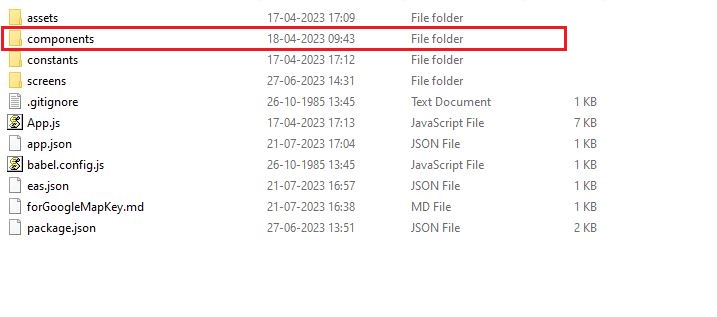 assets 17-04-2023 17:09 File folder
components 18-04-2023 09:43 File folder
constants 17-04-2023 17:12 File folder
screens 27-06-2023 14:31 File folder
.gitignore 26-10-1985 13:45 Text Document 1 KB
App.js 17-04-2023 17:13 JavaScript File 7 KB
app.json 21-07-2023 17:04 JSON File 1 KB
babel.config.js 26-10-1985 13:45 JavaScript File 1 KB
eas.json 21-07-2023 16:57 JSON File 1 KB
forGoogleMapKey.md 21-07-2023 16:38 MD File 1 KB
package.json 27-06-2023 13:51 JSON File 2 KB